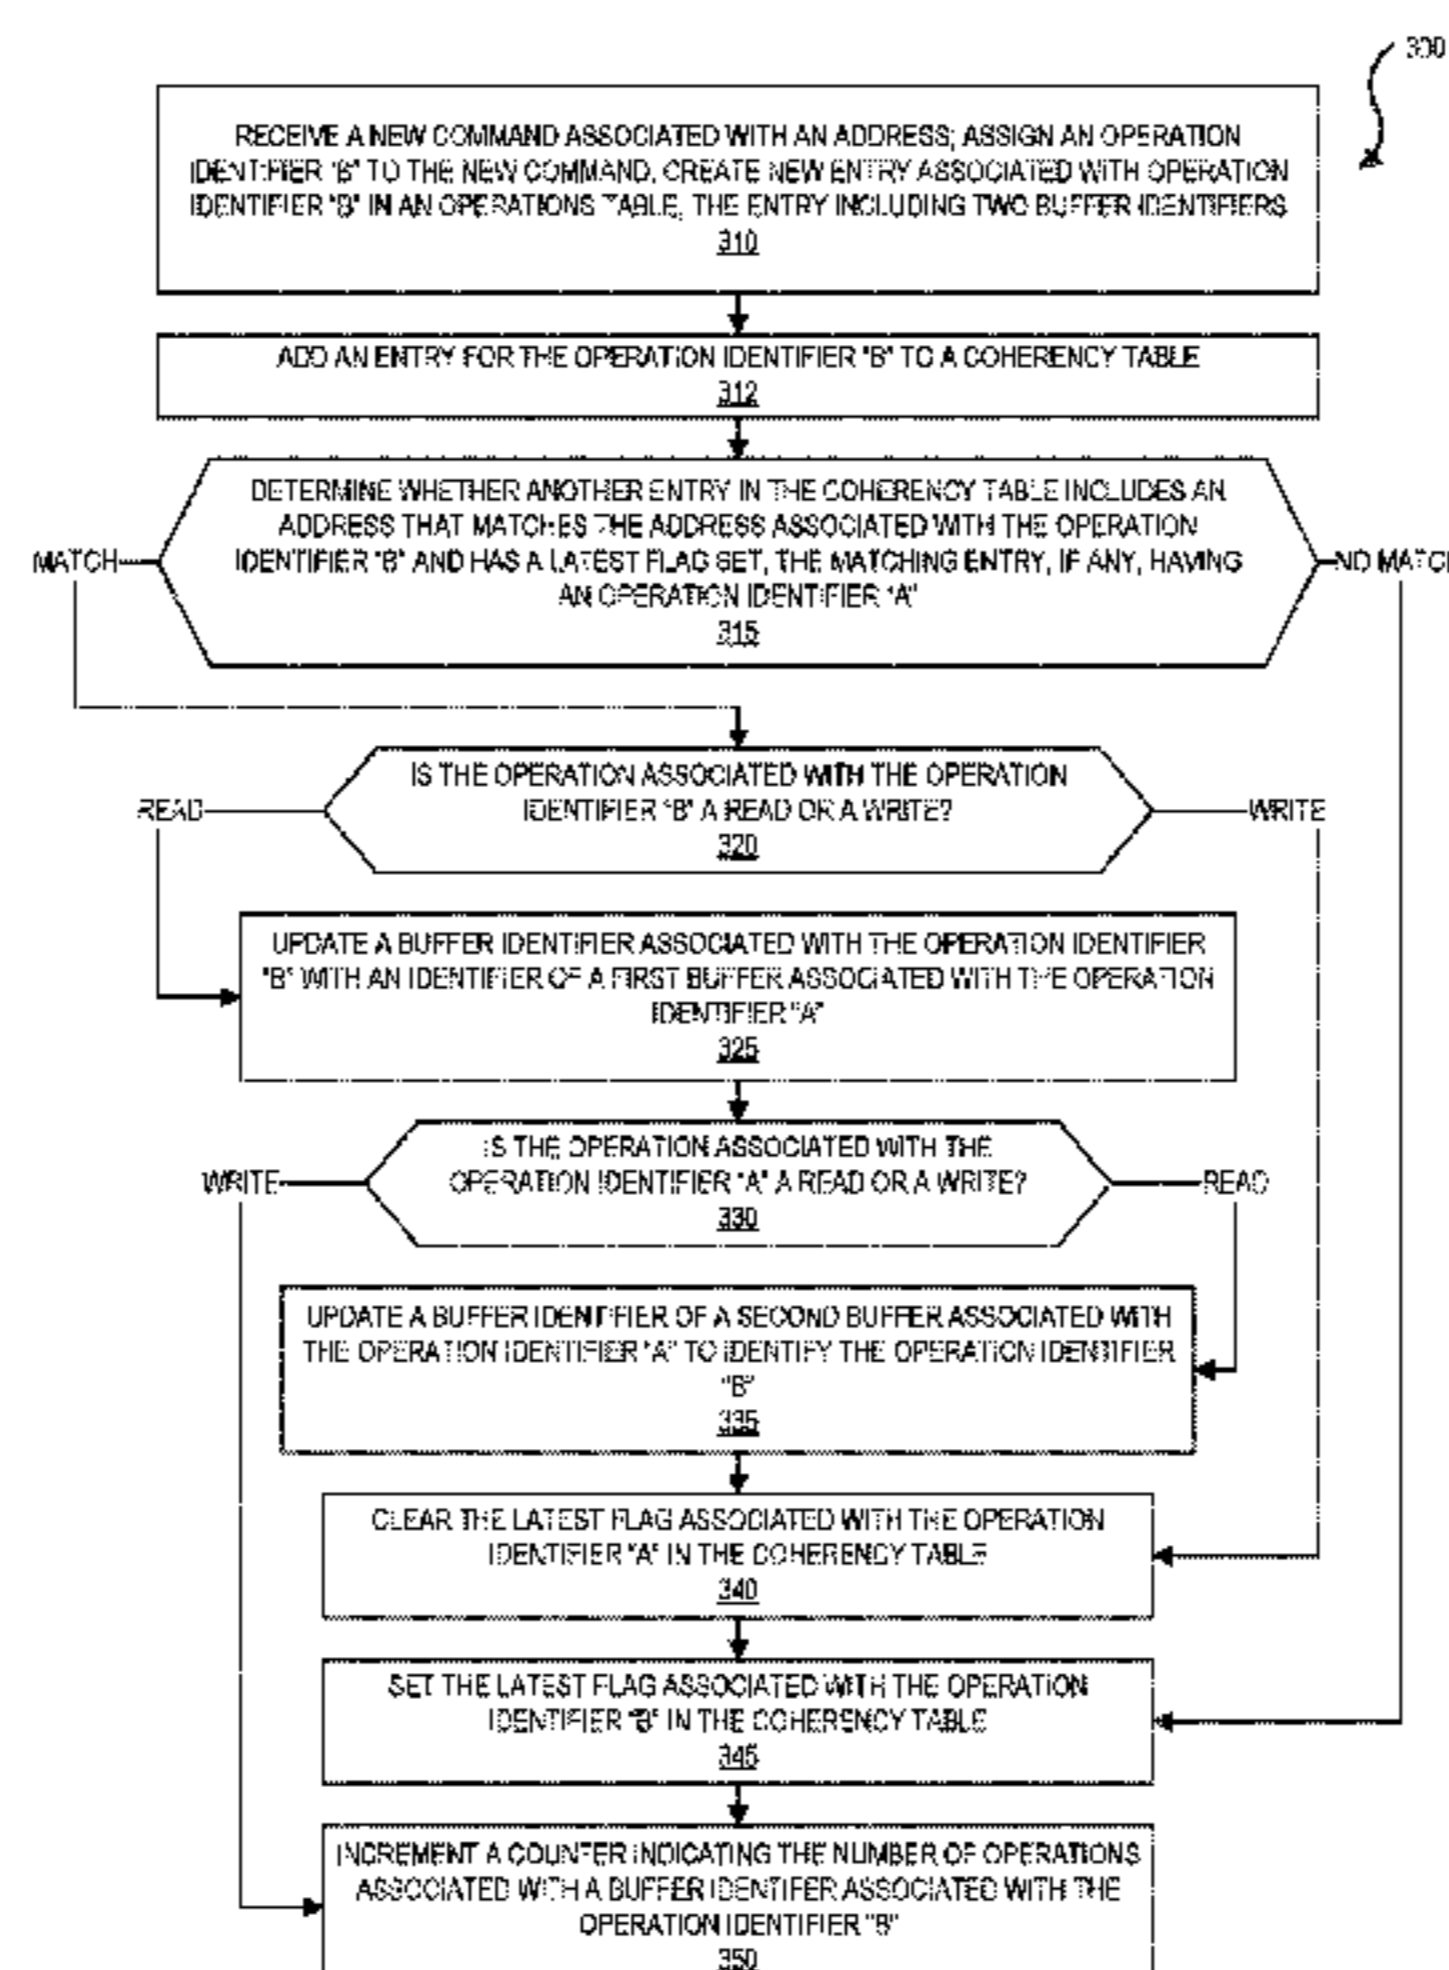 300
RECEIVE A NEW COMMAND ASSOCIATED WITH AN ADDRESS; ASSIGN AN OPERATION
IDENTIFIER "B" TO THE NEW COMMAND, CREATE NEW ENTRY ASSOCIATED WITH OPERATION
IDENTIFIER "B" IN AN OPERATIONS TABLE, THE ENTRY INCLUDING TWO BUFFER IDENTIFIERS
310
ADD AN ENTRY FOR THE OPERATION IDENTIFIER "B" TO A COHERENCY TABLE
312
DETERMINE WHETHER ANOTHER ENTRY IN THE COHERENCY TABLE INCLUDES AN
ADDRESS THAT MATCHES THE ADDRESS ASSOCIATED WITH THE OPERATION
IDENTIFIER "B" AND HAS A LATEST FLAG SET, THE MATCHING ENTRY, IF ANY, HAVING
AN OPERATION IDENTIFIER "A"
315
MATCH
NO MATCH
IS THE OPERATION ASSOCIATED WITH THE OPERATION
IDENTIFIER "B" A READ OR A WRITE?
320
READ
WRITE
UPDATE A BUFFER IDENTIFIER ASSOCIATED WITH THE OPERATION IDENTIFIER
"B" WITH AN IDENTIFIER OF A FIRST BUFFER ASSOCIATED WITH THE OPERATION
IDENTIFIER "A"
325
IS THE OPERATION ASSOCIATED WITH THE
OPERATION IDENTIFIER "A" A READ OR A WRITE?
330
WRITE
READ
UPDATE A BUFFER IDENTIFIER OF A SECOND BUFFER ASSOCIATED WITH
THE OPERATION IDENTIFIER "A" TO IDENTIFY THE OPERATION IDENTIFIER
"B"
335
CLEAR THE LATEST FLAG ASSOCIATED WITH THE OPERATION
IDENTIFIER "A" IN THE COHERENCY TABLE
340
SET THE LATEST FLAG ASSOCIATED WITH THE OPERATION
IDENTIFIER "B" IN THE COHERENCY TABLE
345
INCREMENT A COUNTER INDICATING THE NUMBER OF OPERATIONS
ASSOCIATED WITH A BUFFER IDENTIFER ASSOCIATED WITH THE
OPERATION IDENTIFIER "B"
350